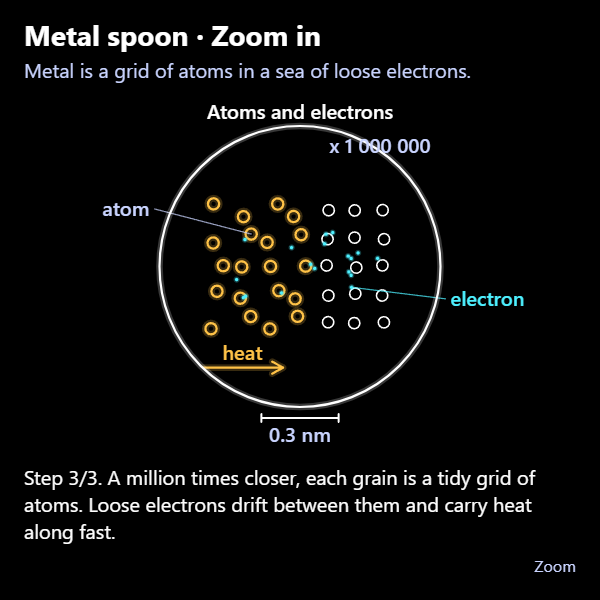 Metal spoon · Zoom in
Metal is a grid of atoms in a sea of loose electrons.
Atoms and electrons
x 1 000 000
atom
electron
heat
0.3 nm
Step 3/3. A million times closer, each grain is a tidy grid of
atoms. Loose electrons drift between them and carry heat
along fast.
Zoom